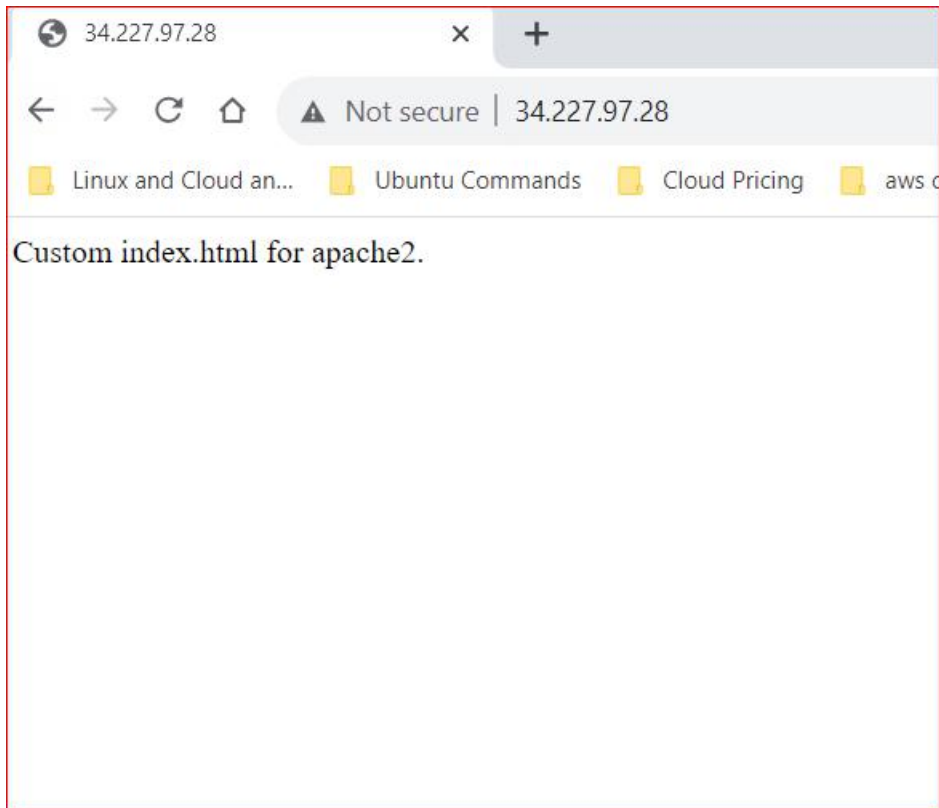 34.227.97.28
Not secure | 34.227.97.28
Linux and Cloud an... Ubuntu Commands Cloud Pricing aws
Custom index.html for apache2.